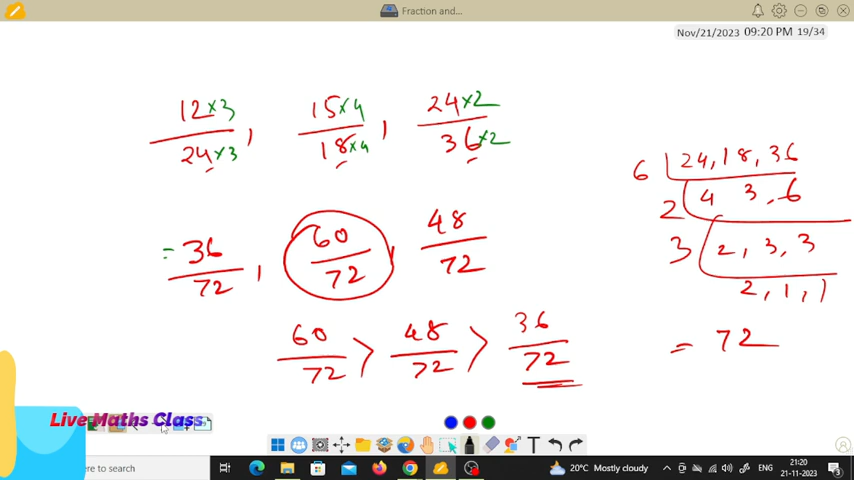 Fraction and...
Nov/21/2023 09:20 PM 19/34
12×3/24×3, 15×4/18×4, 24×2/36×2
6 | 24, 18, 36
2 | 4 3, 6
3 | 2, 3, 3
2, 1, 1
= 72
= 36/72, 60/72, 48/72
60/72 > 48/72 > 36/72
Live Maths Class
T
ere to search
20°C Mostly cloudy
ENG
21:20
21-11-2023
3